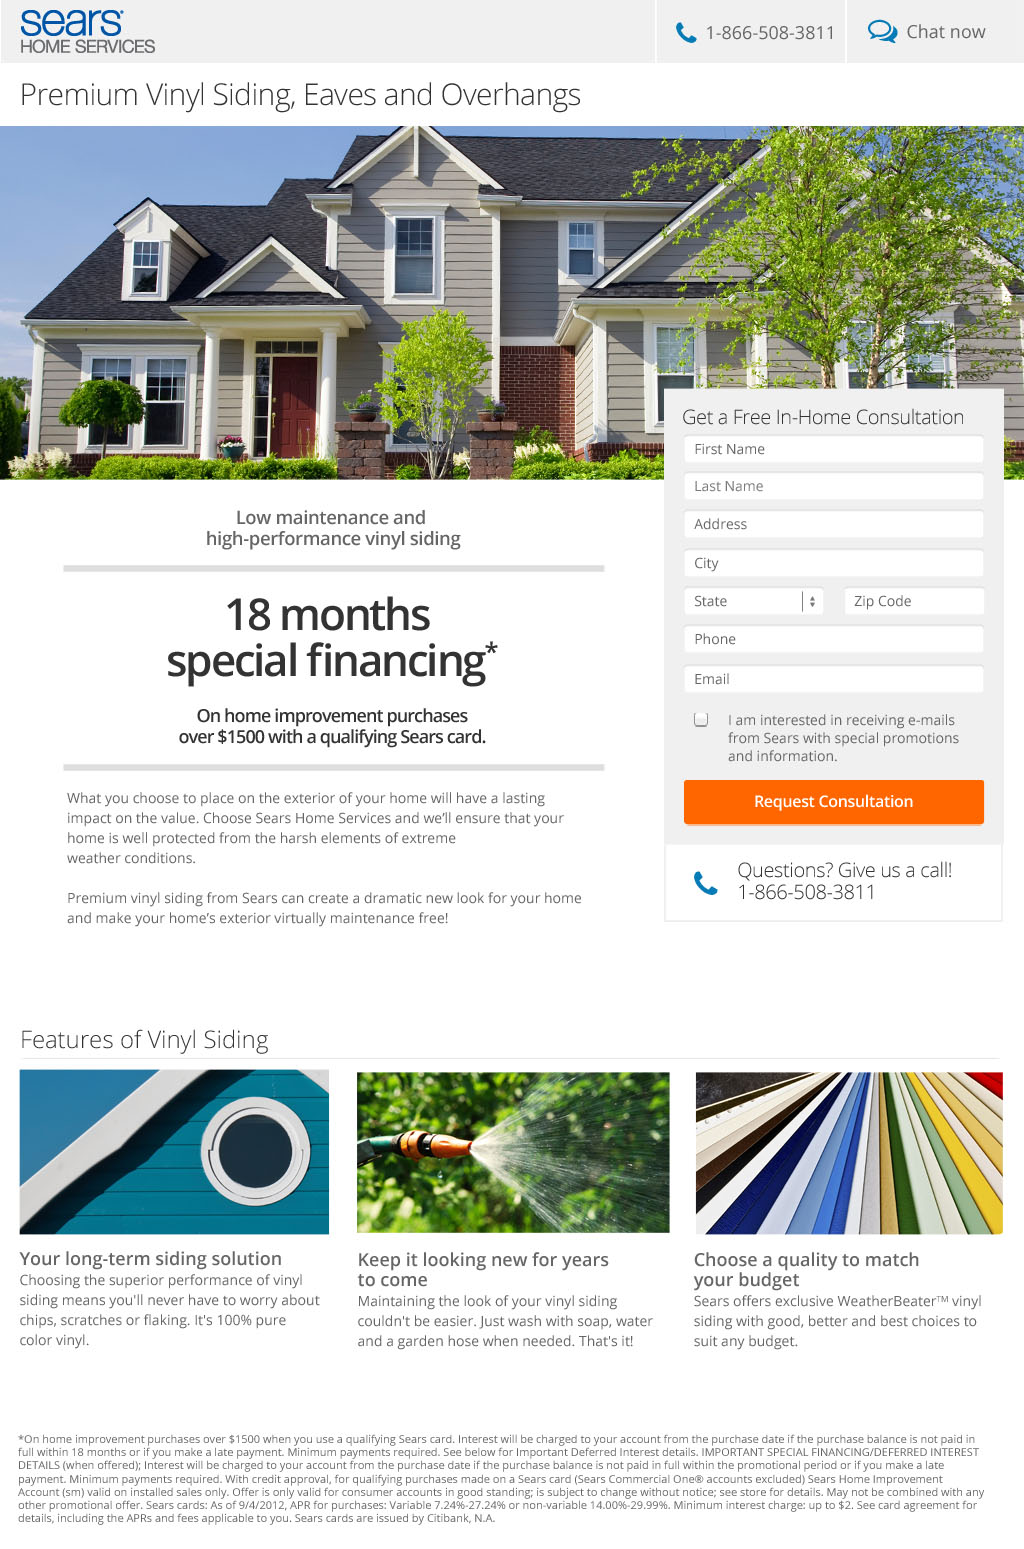 sears
HOME SERVICES
1-866-508-3811
Chat now
Premium Vinyl Siding, Eaves and Overhangs
Get a Free In-Home Consultation
First Name
Last Name
Address
City
State
Zip Code
Phone
Email
I am interested in receiving e-mails
from Sears with special promotions
and information.
Request Consultation
Questions? Give us a call!
1-866-508-3811
Low maintenance and
high-performance vinyl siding
18 months
special financing*
On home improvement purchases
over $1500 with a qualifying Sears card.
What you choose to place on the exterior of your home will have a lasting
impact on the value. Choose Sears Home Services and we'll ensure that your
home is well protected from the harsh elements of extreme
weather conditions.
Premium vinyl siding from Sears can create a dramatic new look for your home
and make your home's exterior virtually maintenance free!
Features of Vinyl Siding
Your long-term siding solution
Choosing the superior performance of vinyl
siding means you'll never have to worry about
chips, scratches or flaking. It's 100% pure
color vinyl.
Keep it looking new for years
to come
Maintaining the look of your vinyl siding
couldn't be easier. Just wash with soap, water
and a garden hose when needed. That's it!
Choose a quality to match
your budget
Sears offers exclusive WeatherBeater™ vinyl
siding with good, better and best choices to
suit any budget.
*On home improvement purchases over $1500 when you use a qualifying Sears card. Interest will be charged to your account from the purchase date if the purchase balance is not paid in
full within 18 months or if you make a late payment. Minimum payments required. See below for Important Deferred Interest details. IMPORTANT SPECIAL FINANCING/DEFERRED INTEREST
DETAILS (when offered); Interest will be charged to your account from the purchase date if the purchase balance is not paid in full within the promotional period or if you make a late
payment. Minimum payments required. With credit approval, for qualifying purchases made on a Sears card (Sears Commercial One® accounts excluded) Sears Home Improvement
Account (sm) valid on installed sales only. Offer is only valid for consumer accounts in good standing; is subject to change without notice; see store for details. May not be combined with any
other promotional offer. Sears cards: As of 9/4/2012, APR for purchases: Variable 7.24%-27.24% or non-variable 14.00%-29.99%. Minimum interest charge: up to $2. See card agreement for
details, including the APRs and fees applicable to you. Sears cards are issued by Citibank, N.A.